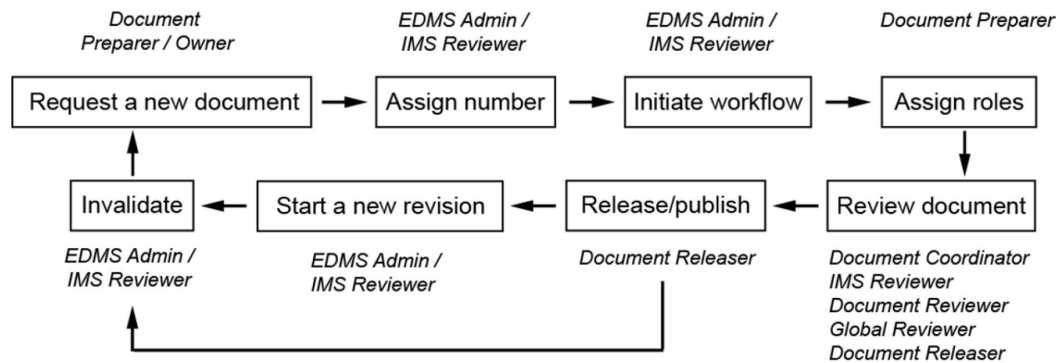 Document
Preparer / Owner
EDMS Admin /
IMS Reviewer
EDMS Admin /
IMS Reviewer
Document Preparer
Request a new document
Assign number
Initiate workflow
Assign roles
Invalidate
Start a new revision
Release/publish
Review document
EDMS Admin /
IMS Reviewer
EDMS Admin /
IMS Reviewer
Document Releaser
Document Coordinator
IMS Reviewer
Document Reviewer
Global Reviewer
Document Releaser